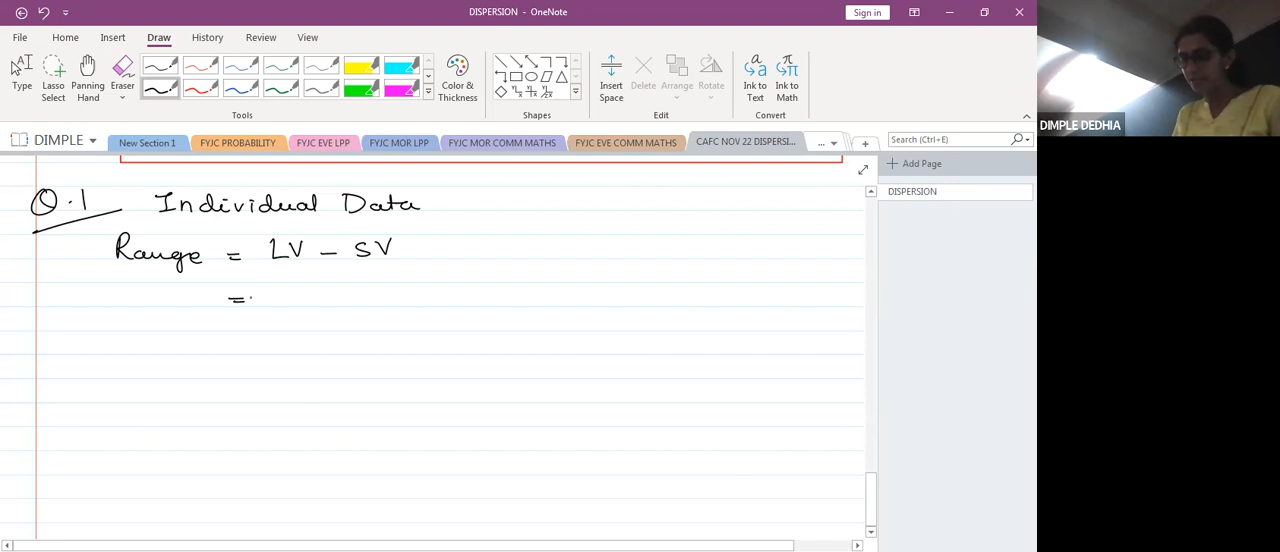 DISPERSION - OneNote
Sign in
File Home Insert Draw History Review View
Type
Lasso Select
Panning Hand
Eraser
Color & Thickness
Insert Space
Delete
Arrange
Rotate
Ink to Text
Ink to Math
Tools
Shapes
Edit
Convert
DIMPLE DEDHIA
DIMPLE
New Section 1
FYJC PROBABILITY
FYJC EVE LPP
FYJC MOR LPP
FYJC MOR COMM MATHS
FYJC EVE COMM MATHS
CAFC NOV 22 DISPERSI...
...
Search (Ctrl+E)
Add Page
DISPERSION
Q.1 Individual Data
Range = LV - SV
=